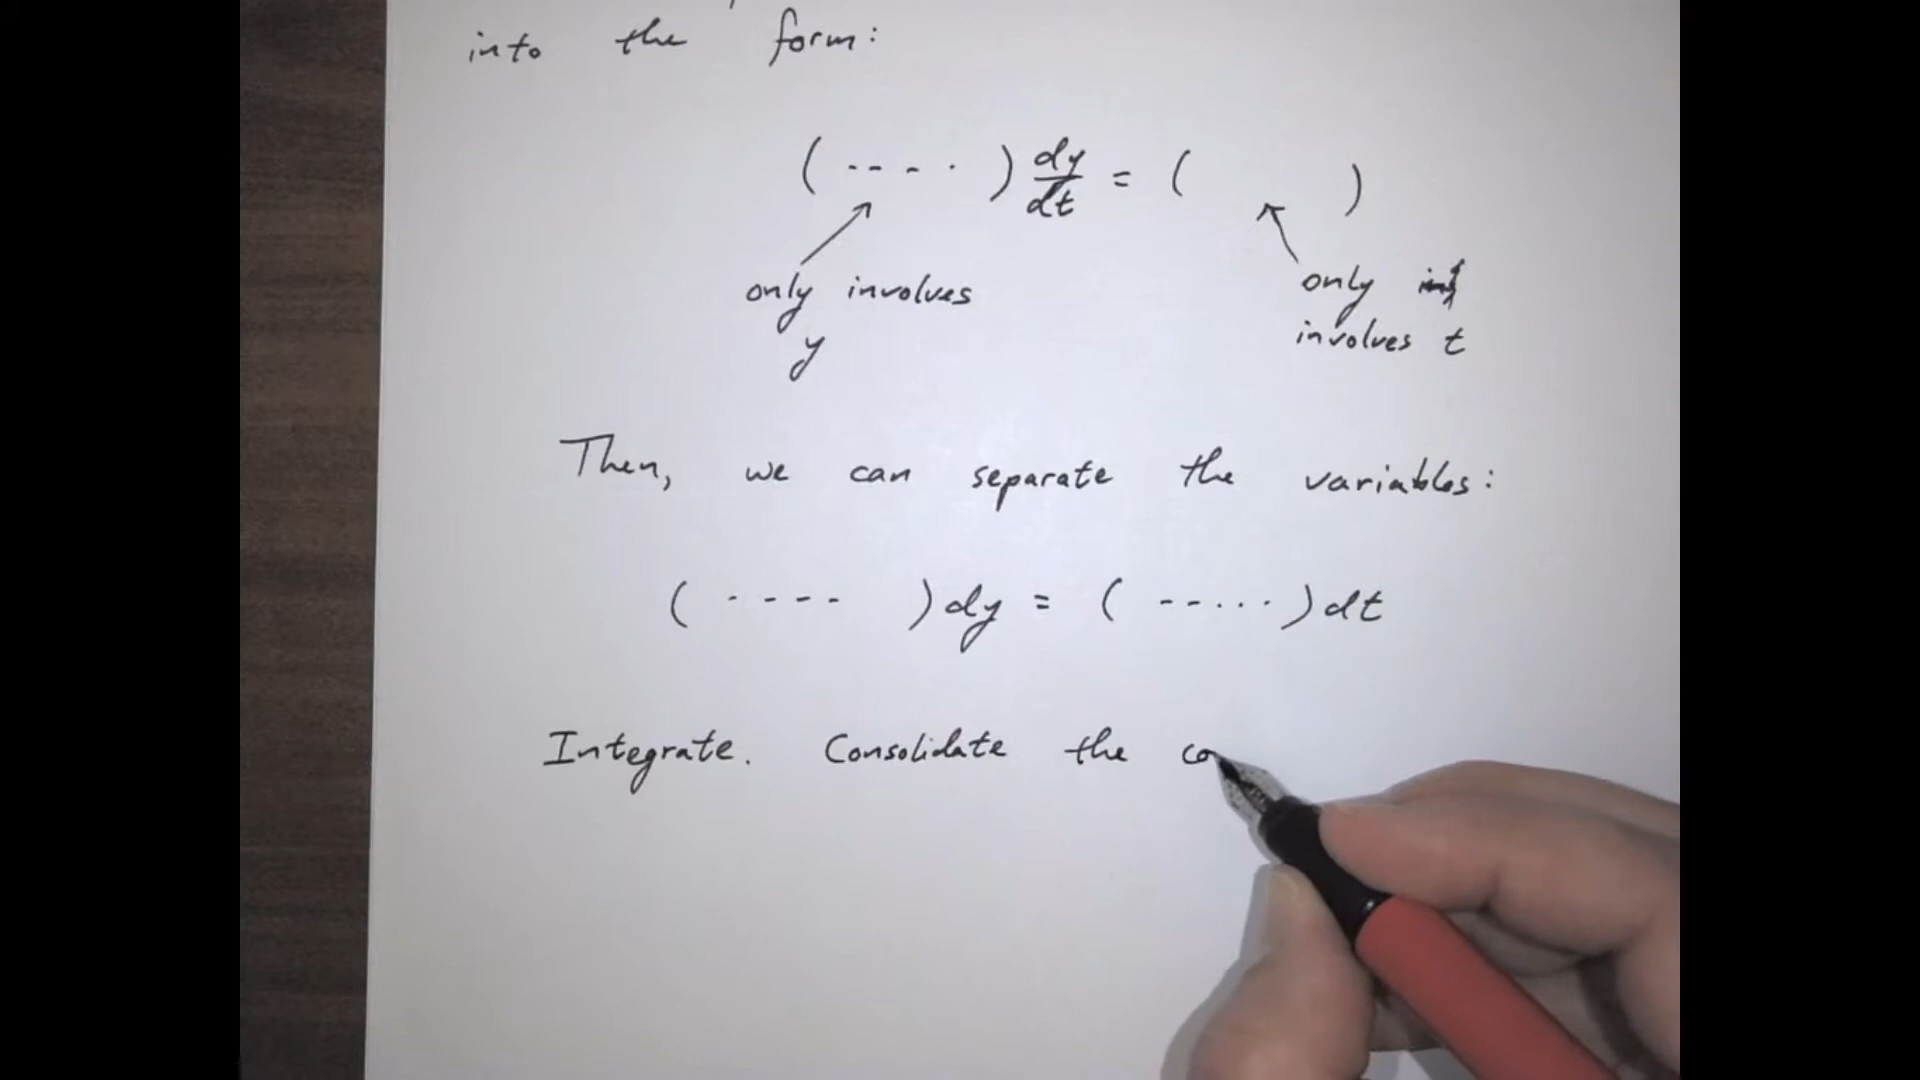 into the form:
( ---- · ) dy/dt = ( )
only involves
y
only
involves t
Then, we can separate the variables:
( ---- ) dy = ( --··· ) dt
Integrate. Consolidate the co